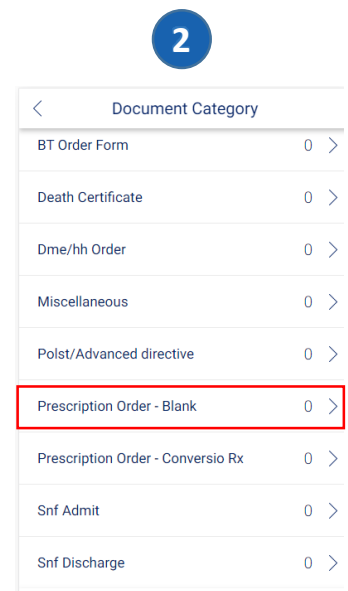 2
Document Category
BT Order Form 0
Death Certificate 0
Dme/hh Order 0
Miscellaneous 0
Polst/Advanced directive 0
Prescription Order - Blank 0
Prescription Order - Conversio Rx 0
Snf Admit 0
Snf Discharge 0